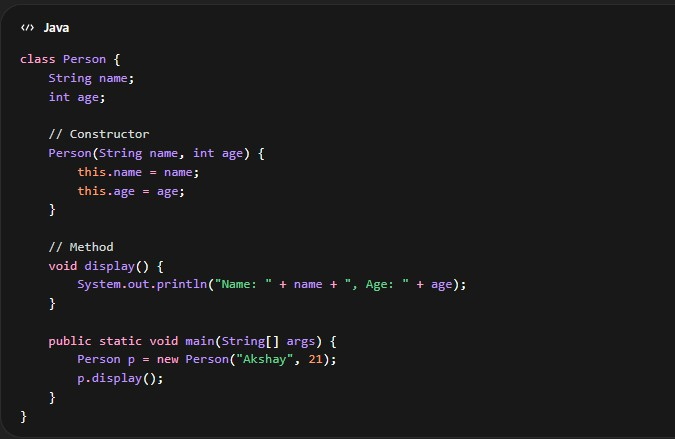 </> Java
class Person {
    String name;
    int age;

    // Constructor
    Person(String name, int age) {
        this.name = name;
        this.age = age;
    }

    // Method
    void display() {
        System.out.println("Name: " + name + ", Age: " + age);
    }

    public static void main(String[] args) {
        Person p = new Person("Akshay", 21);
        p.display();
    }
}